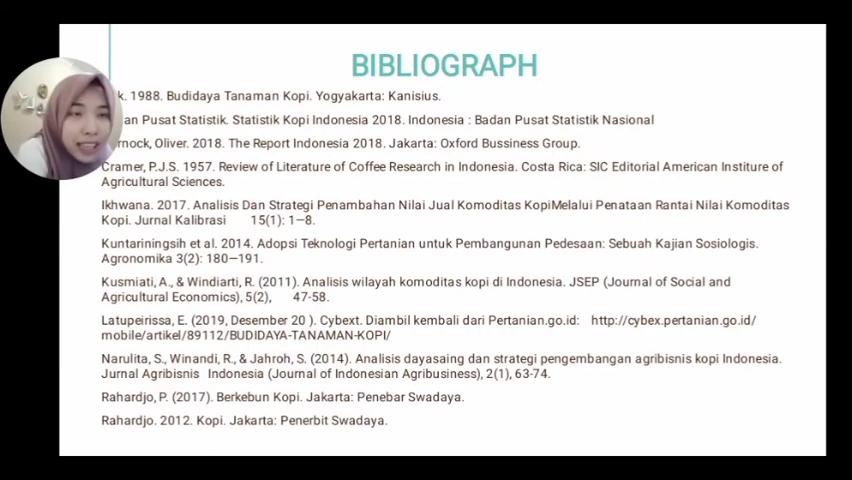 BIBLIOGRAPH
k. 1988. Budidaya Tanaman Kopi. Yogyakarta: Kanisius.
an Pusat Statistik. Statistik Kopi Indonesia 2018. Indonesia : Badan Pusat Statistik Nasional
nock, Oliver. 2018. The Report Indonesia 2018. Jakarta: Oxford Bussiness Group.
Cramer, P.J.S. 1957. Review of Literature of Coffee Research in Indonesia. Costa Rica: SIC Editorial American Institure of
Agricultural Sciences.
Ikhwana. 2017. Analisis Dan Strategi Penambahan Nilai Jual Komoditas KopiMelalui Penataan Rantai Nilai Komoditas
Kopi. Jurnal Kalibrasi 15(1): 1—8.
Kuntariningsih et al. 2014. Adopsi Teknologi Pertanian untuk Pembangunan Pedesaan: Sebuah Kajian Sosiologis.
Agronomika 3(2): 180—191.
Kusmiati, A., & Windiarti, R. (2011). Analisis wilayah komoditas kopi di Indonesia. JSEP (Journal of Social and
Agricultural Economics), 5(2), 47-58.
Latupeirissa, E. (2019, Desember 20 ). Cybext. Diambil kembali dari Pertanian.go.id: http://cybex.pertanian.go.id/
mobile/artikel/89112/BUDIDAYA-TANAMAN-KOPI/
Narulita, S., Winandi, R., & Jahroh, S. (2014). Analisis dayasaing dan strategi pengembangan agribisnis kopi Indonesia.
Jurnal Agribisnis Indonesia (Journal of Indonesian Agribusiness), 2(1), 63-74.
Rahardjo, P. (2017). Berkebun Kopi. Jakarta: Penebar Swadaya.
Rahardjo. 2012. Kopi. Jakarta: Penerbit Swadaya.